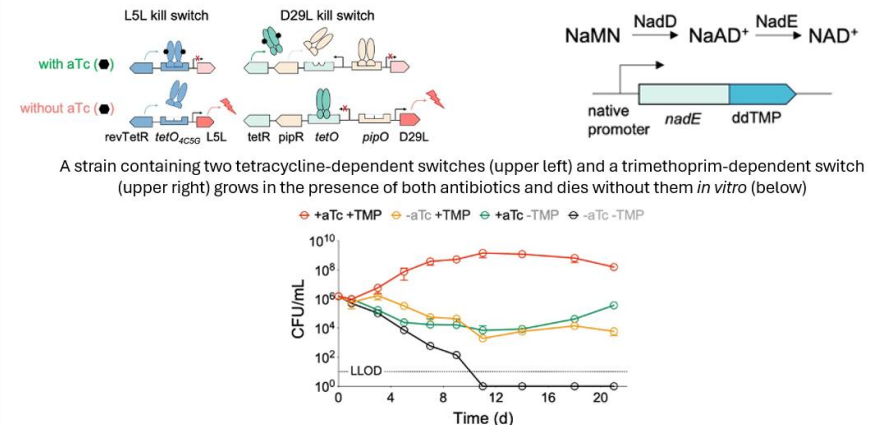 L5L kill switch
D29L kill switch
with aTc (⬢)
without aTc (⬢)
revTetR tetO4C5G L5L
tetR pipR tetO pipO D29L
NaMN NadD NaAD+ NadE NAD+
native
promoter
nadE
ddTMP
A strain containing two tetracycline-dependent switches (upper left) and a trimethoprim-dependent switch
(upper right) grows in the presence of both antibiotics and dies without them in vitro (below)
+aTc +TMP -aTc +TMP +aTc -TMP -aTc -TMP
CFU/mL
10^10
10^8
10^6
10^4
10^2
10^0
LLOD
0 4 8 12 16 20
Time (d)